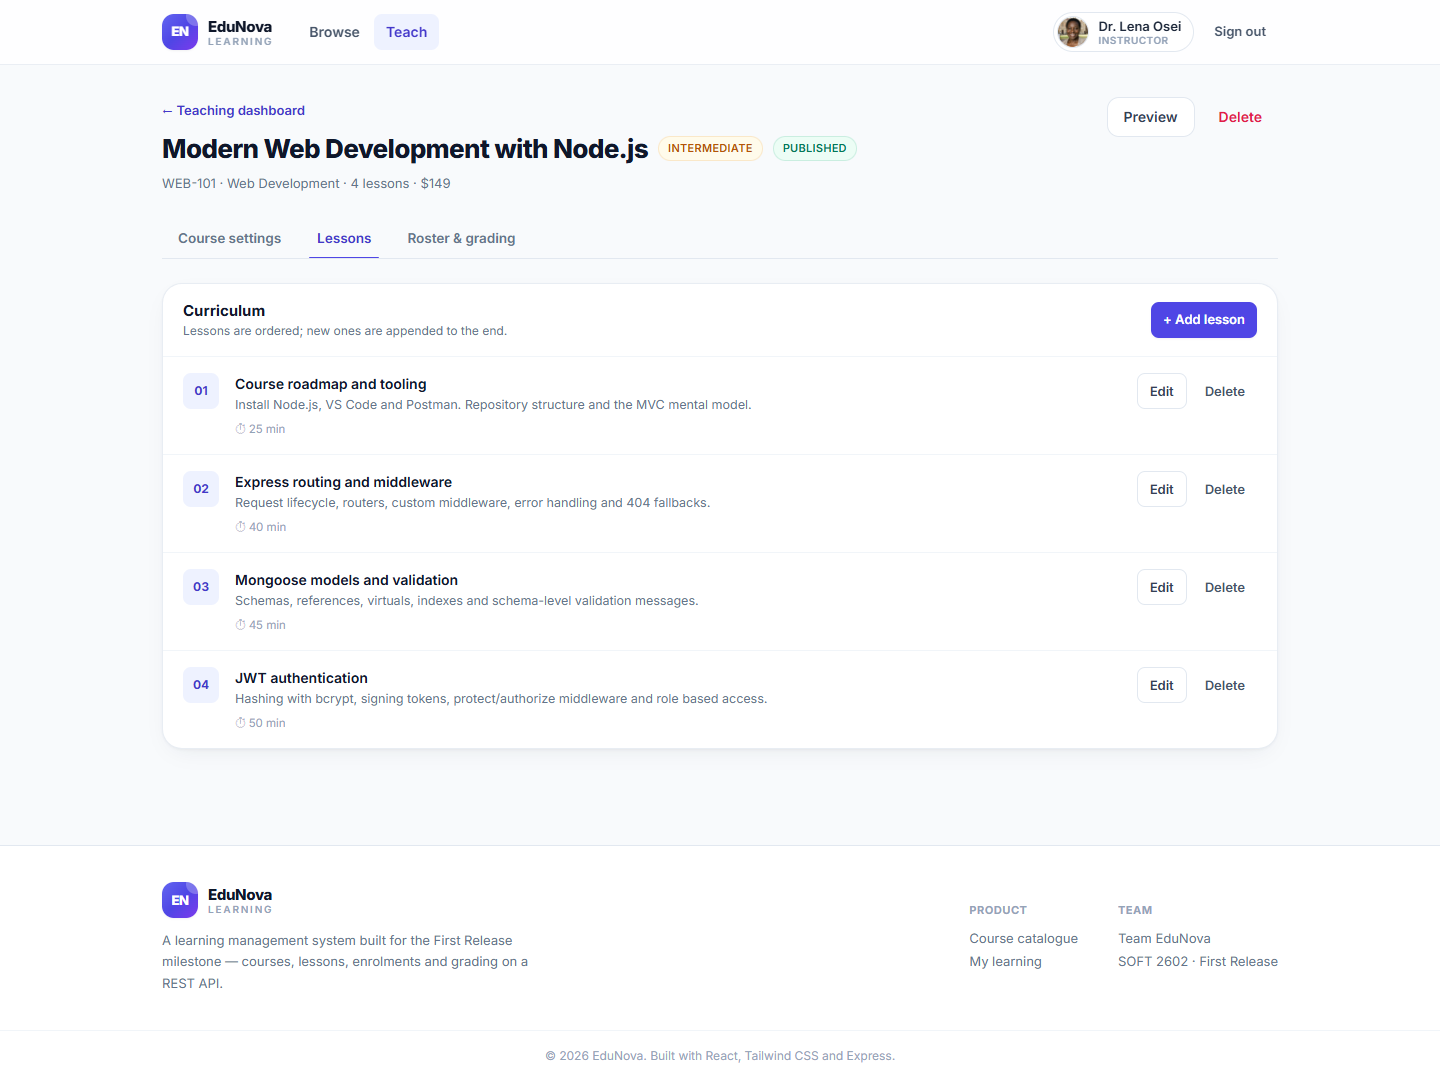 EN
EduNova
LEARNING
Browse
Teach
Dr. Lena Osei
INSTRUCTOR
Sign out
← Teaching dashboard
Preview
Delete
Modern Web Development with Node.js
INTERMEDIATE
PUBLISHED
WEB-101 · Web Development · 4 lessons · $149
Course settings
Lessons
Roster & grading
Curriculum
Lessons are ordered; new ones are appended to the end.
+ Add lesson
01
Course roadmap and tooling
Install Node.js, VS Code and Postman. Repository structure and the MVC mental model.
⏱ 25 min
Edit
Delete
02
Express routing and middleware
Request lifecycle, routers, custom middleware, error handling and 404 fallbacks.
⏱ 40 min
Edit
Delete
03
Mongoose models and validation
Schemas, references, virtuals, indexes and schema-level validation messages.
⏱ 45 min
Edit
Delete
04
JWT authentication
Hashing with bcrypt, signing tokens, protect/authorize middleware and role based access.
⏱ 50 min
Edit
Delete
EN
EduNova
LEARNING
A learning management system built for the First Release
milestone — courses, lessons, enrolments and grading on a
REST API.
PRODUCT
Course catalogue
My learning
TEAM
Team EduNova
SOFT 2602 · First Release
© 2026 EduNova. Built with React, Tailwind CSS and Express.